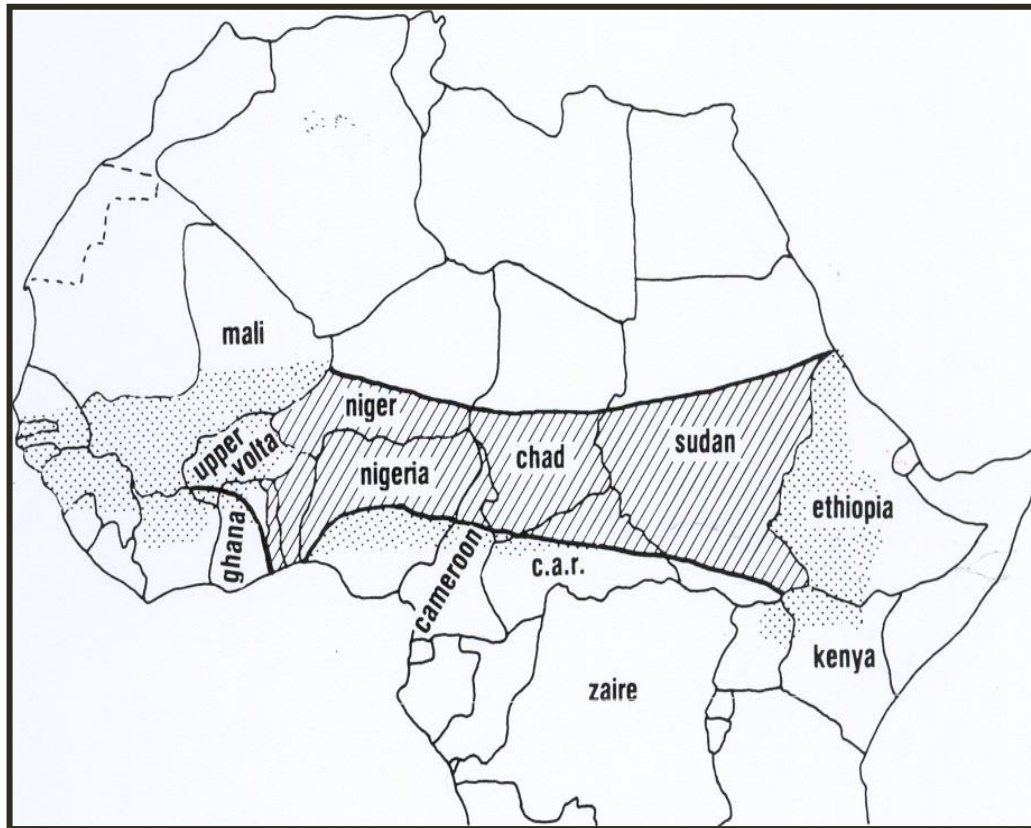 mali
niger
upper
volta
nigeria
chad
sudan
ethiopia
ghana
cameroon
c.a.r.
kenya
zaire